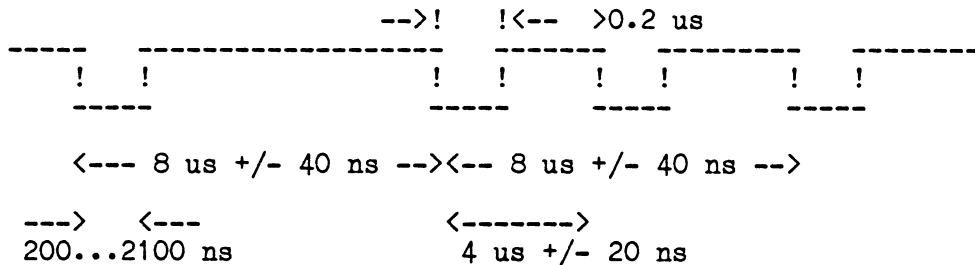 -->!   !<--  >0.2 us
-----   -------------------   -------   ---------   --------
!   !                  !   !     !   !        !   !
-----                  -----     -----        -----
<--- 8 us +/- 40 ns --><-- 8 us +/- 40 ns -->
--->   <---              <------->
200...2100 ns              4 us +/- 20 ns